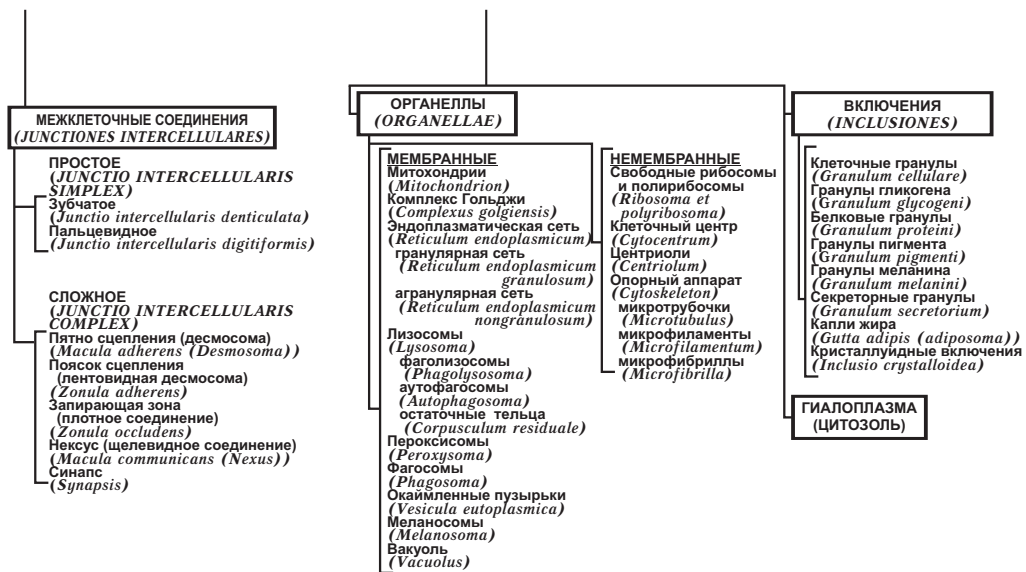 МЕЖКЛЕТОЧНЫЕ СОЕДИНЕНИЯ
(JUNCTIONES INTERCELLULARES)
ПРОСТОЕ
(JUNCTIO INTERCELLULARIS
SIMPLEX)
Зубчатое
(Junctio intercellularis denticulata)
Пальцевидное
(Junctio intercellularis digitiformis)
СЛОЖНОЕ
(JUNCTIO INTERCELLULARIS
COMPLEX)
Пятно сцепления (десмосома)
(Macula adherens (Desmosoma))
Поясок сцепления
(лентовидная десмосома)
(Zonula adherens)
Запирающая зона
(плотное соединение)
(Zonula occludens)
Нексус (щелевидное соединение)
(Macula communicans (Nexus))
Синапс
(Synapsis)
ОРГАНЕЛЛЫ
(ORGANELLAE)
МЕМБРАННЫЕ
Митохондрии
(Mitochondrion)
Комплекс Гольджи
(Complexus golgiensis)
Эндоплазматическая сеть
(Reticulum endoplasmicum)
гранулярная сеть
(Reticulum endoplasmicum
granulosum)
агранулярная сеть
(Reticulum endoplasmicum
nongranulosum)
Лизосомы
(Lysosoma)
фаголизосомы
(Phagolysosoma)
аутофагосомы
(Autophagosoma)
остаточные тельца
(Corpusculum residuale)
Пероксисомы
(Peroxysoma)
Фагосомы
(Phagosoma)
Окаймленные пузырьки
(Vesicula eutoplasmica)
Меланосомы
(Melanosoma)
Вакуоль
(Vacuolus)
НЕМЕМБРАННЫЕ
Свободные рибосомы
и полирибосомы
(Ribosoma et
polyribosoma)
Клеточный центр
(Cytocentrum)
Центриоли
(Centriolum)
Опорный аппарат
(Cytoskeleton)
микротрубочки
(Microtubulus)
микрофиламенты
(Microfilamentum)
микрофибриллы
(Microfibrilla)
ВКЛЮЧЕНИЯ
(INCLUSIONES)
Клеточные гранулы
(Granulum cellulare)
Гранулы гликогена
(Granulum glycogeni)
Белковые гранулы
(Granulum proteini)
Гранулы пигмента
(Granulum pigmenti)
Гранулы меланина
(Granulum melanini)
Секреторные гранулы
(Granulum secretorium)
Капли жира
(Gutta adipis (adiposoma))
Кристаллуидные включения
(Inclusio crystalloidea)
ГИАЛОПЛАЗМА
(ЦИТОЗОЛЬ)